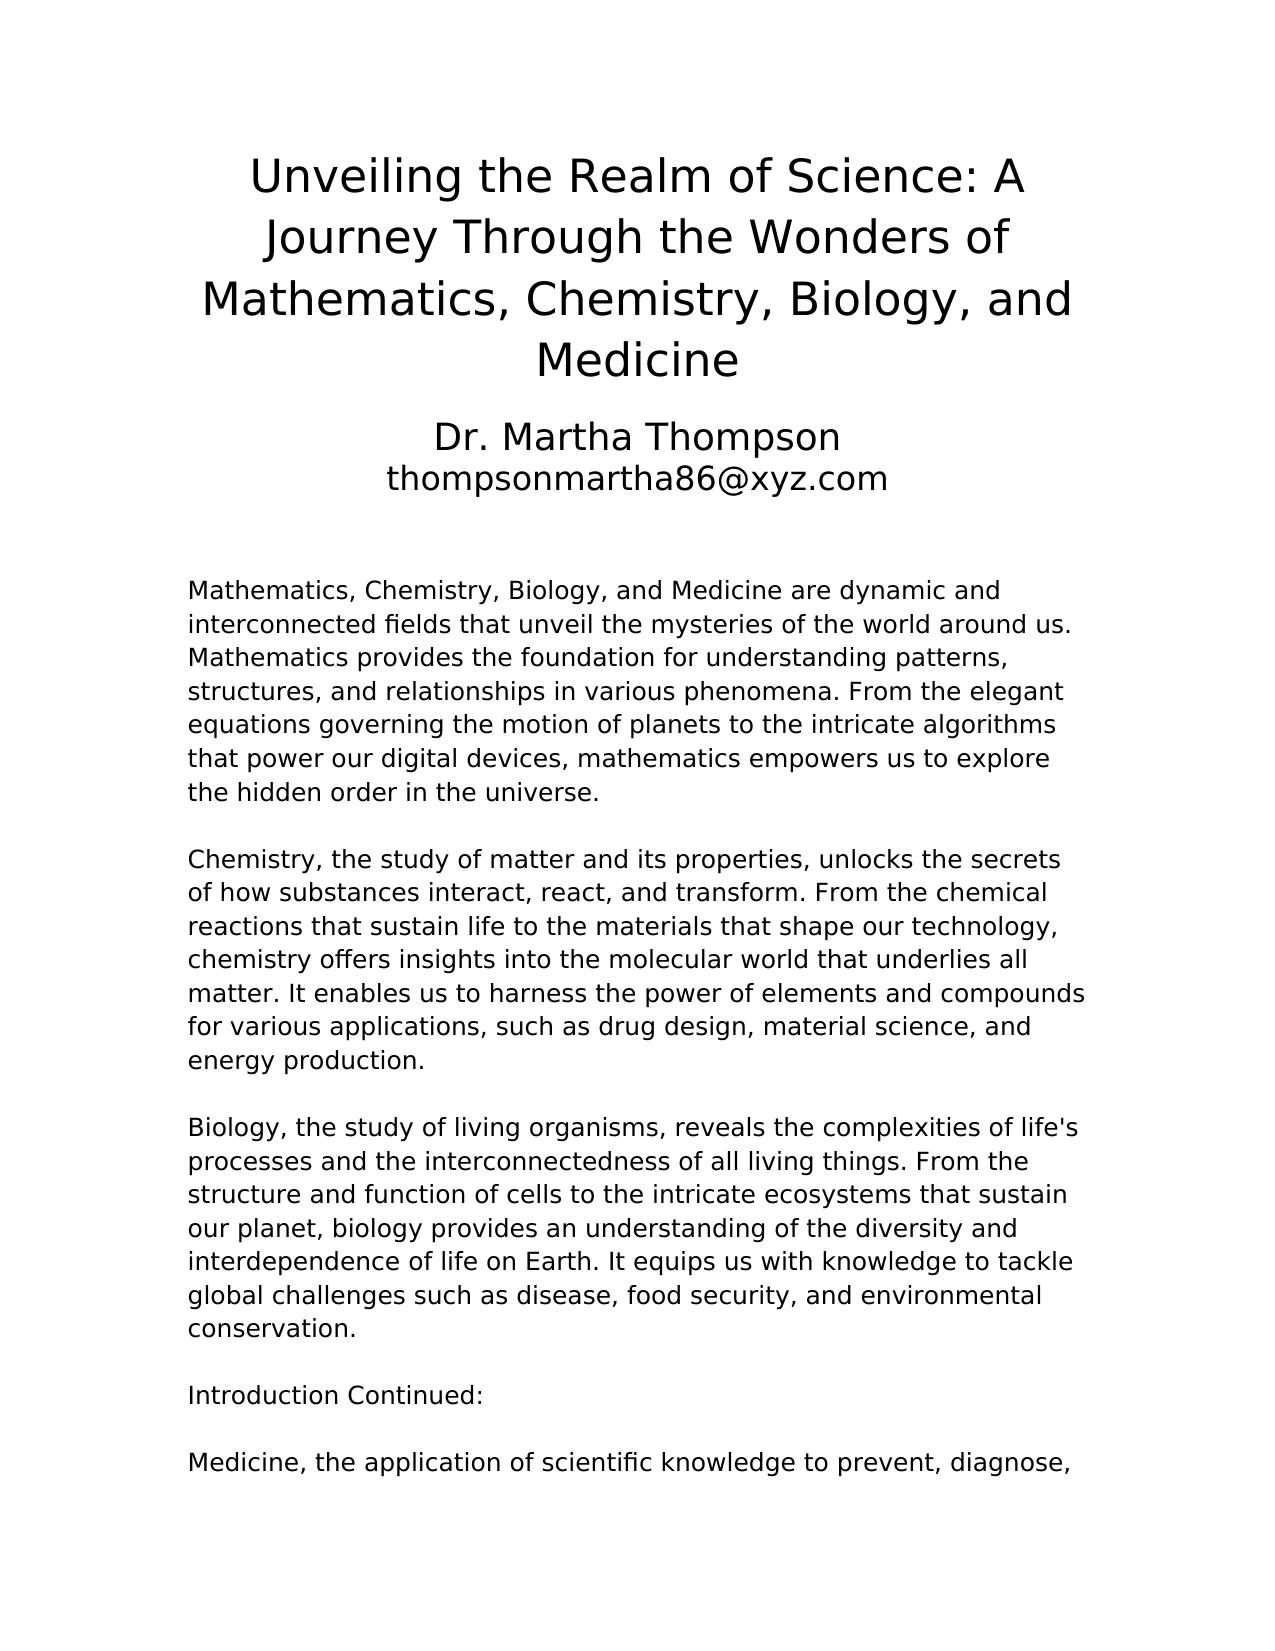 Unveiling the Realm of Science: A
Journey Through the Wonders of
Mathematics, Chemistry, Biology, and
Medicine
Dr. Martha Thompson
thompsonmartha86@xyz.com
Mathematics, Chemistry, Biology, and Medicine are dynamic and
interconnected fields that unveil the mysteries of the world around us.
Mathematics provides the foundation for understanding patterns,
structures, and relationships in various phenomena. From the elegant
equations governing the motion of planets to the intricate algorithms
that power our digital devices, mathematics empowers us to explore
the hidden order in the universe.
Chemistry, the study of matter and its properties, unlocks the secrets
of how substances interact, react, and transform. From the chemical
reactions that sustain life to the materials that shape our technology,
chemistry offers insights into the molecular world that underlies all
matter. It enables us to harness the power of elements and compounds
for various applications, such as drug design, material science, and
energy production.
Biology, the study of living organisms, reveals the complexities of life's
processes and the interconnectedness of all living things. From the
structure and function of cells to the intricate ecosystems that sustain
our planet, biology provides an understanding of the diversity and
interdependence of life on Earth. It equips us with knowledge to tackle
global challenges such as disease, food security, and environmental
conservation.
Introduction Continued:
Medicine, the application of scientific knowledge to prevent, diagnose,